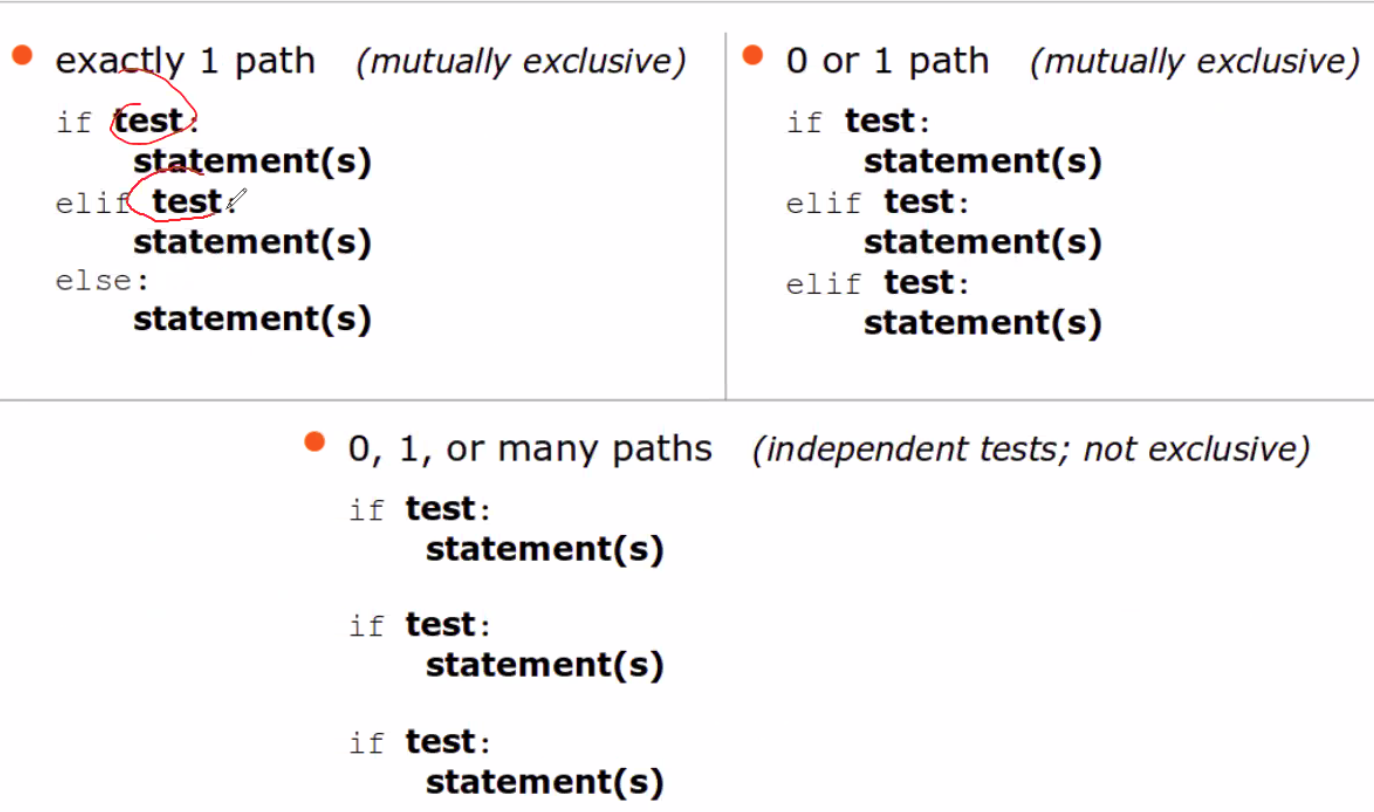 exactly 1 path (mutually exclusive)
if test:
statement(s)
elif test:
statement(s)
else:
statement(s)
0 or 1 path (mutually exclusive)
if test:
statement(s)
elif test:
statement(s)
elif test:
statement(s)
0, 1, or many paths (independent tests; not exclusive)
if test:
statement(s)
if test:
statement(s)
if test:
statement(s)